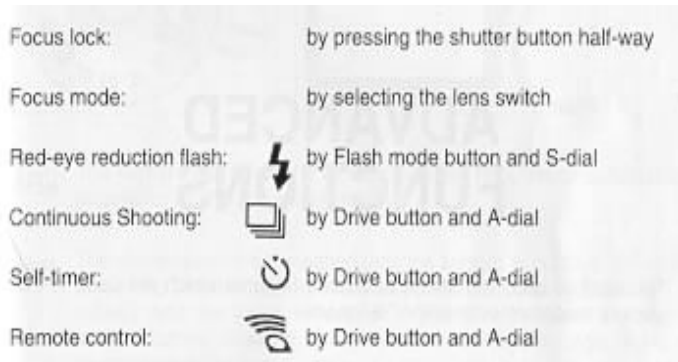 Focus lock: by pressing the shutter button half-way
Focus mode: by selecting the lens switch
Red-eye reduction flash: by Flash mode button and S-dial
Continuous Shooting: by Drive button and A-dial
Self-timer: by Drive button and A-dial
Remote control: by Drive button and A-dial
ADVANCED
FUNCTIONS